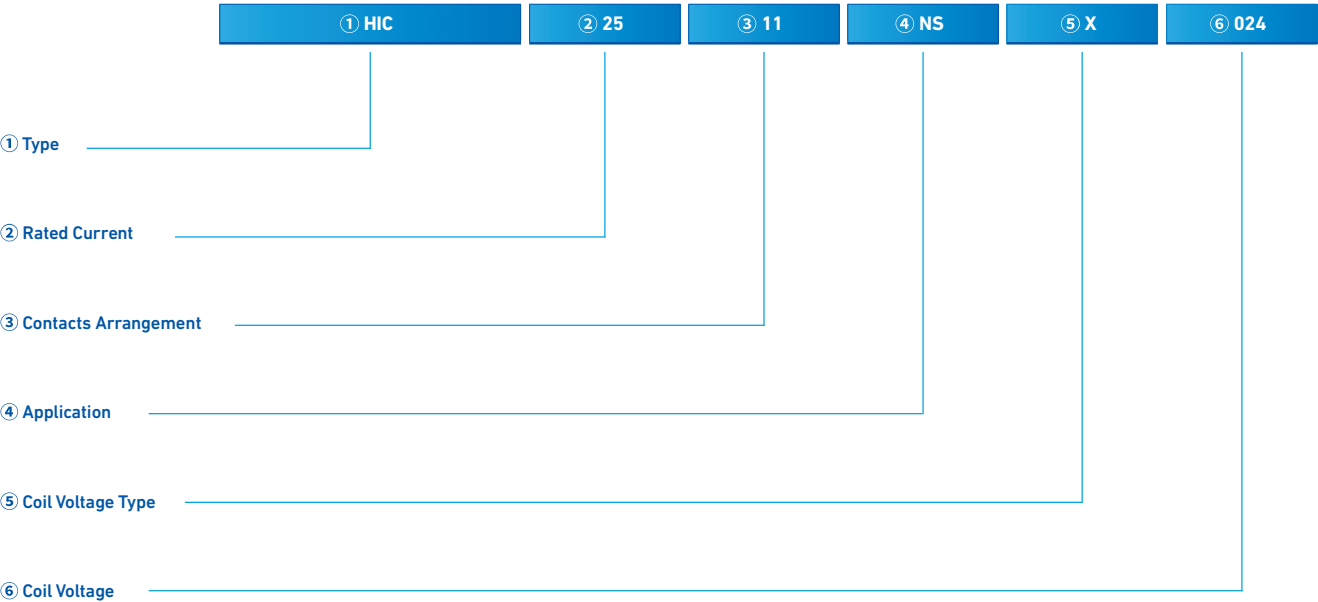 ① HIC ② 25 ③ 11 ④ NS ⑤ X ⑥ 024
① Type
② Rated Current
③ Contacts Arrangement
④ Application
⑤ Coil Voltage Type
⑥ Coil Voltage